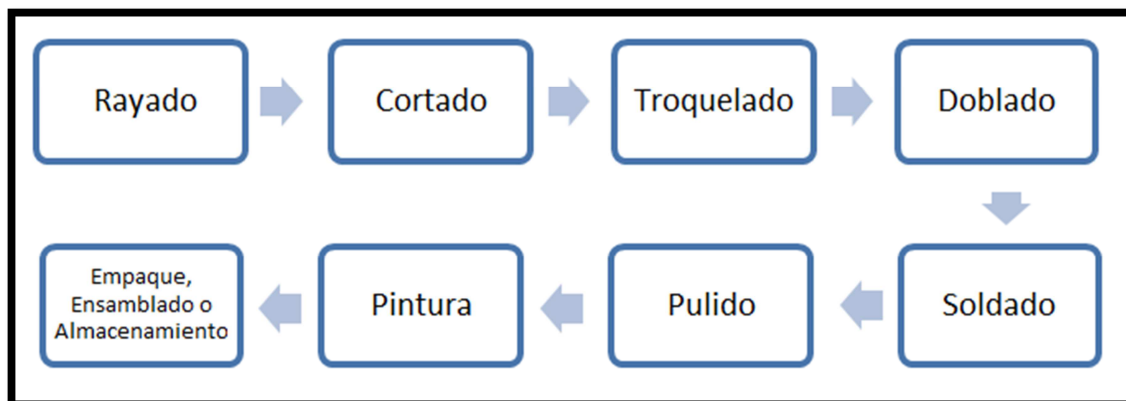 Rayado
Cortado
Troquelado
Doblado
Soldado
Pulido
Pintura
Empaque,
Ensamblado o
Almacenamiento